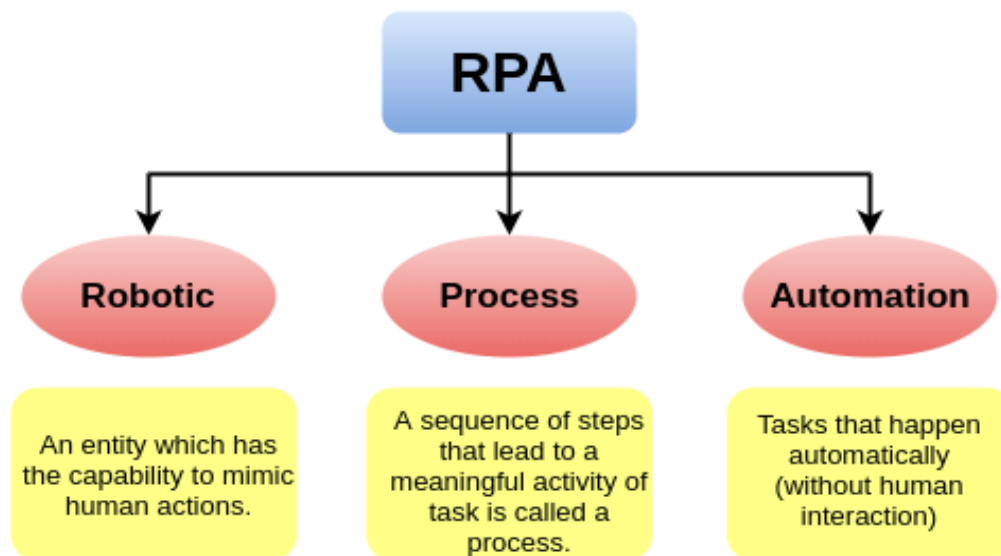 RPA
Robotic
Process
Automation
An entity which has
the capability to mimic
human actions.
A sequence of steps
that lead to a
meaningful activity of
task is called a
process.
Tasks that happen
automatically
(without human
interaction)